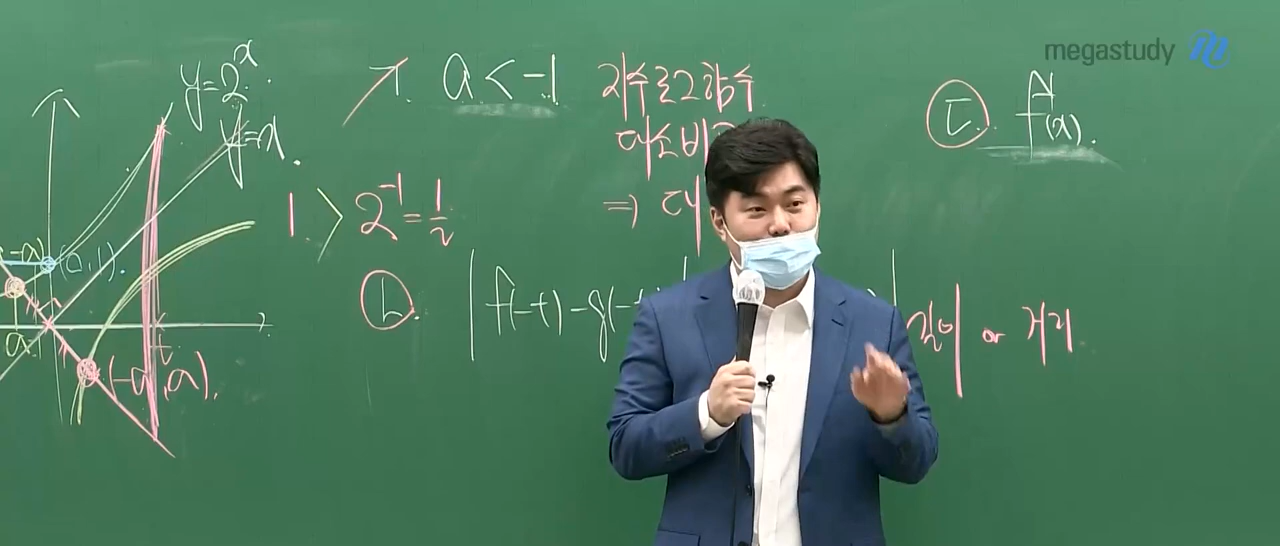 megastudy
y=2^x
y=x
a < -1
지수로그함수
대소비교
⇒ 대
1 > 2^-1 = 1/2
(a, 1)
ㄴ. |f(-t)-g(-t
길이 or 거리
ㄷ. f(x).
t
a
(-a, a).